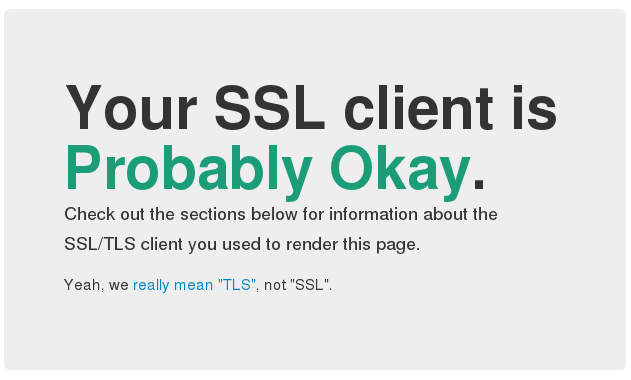 Your SSL client is
Probably Okay.
Check out the sections below for information about the
SSL/TLS client you used to render this page.
Yeah, we really mean "TLS", not "SSL".